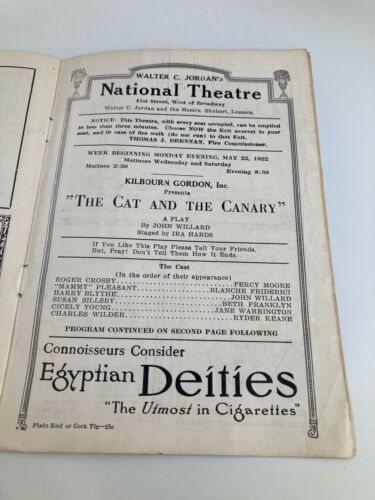 WALTER C. JORDAN'S
National Theatre
41st Street, West of Broadway
Walter C. Jordan and the Messrs. Shubert, Lessees.
NOTICE: This Theatre, with every seat occupied, can be emptied
in less than three minutes. Choose NOW the Exit nearest to your
seat, and in case of fire walk (do not run) to that Exit.
THOMAS J. DRENNAN, Fire Commissioner.
WEEK BEGINNING MONDAY EVENING, MAY 22, 1922
Matinees Wednesday and Saturday
Matinee 2:30 Evening 8:30
KILBOURN GORDON, Inc.
Presents
"THE CAT AND THE CANARY"
A PLAY
By JOHN WILLARD
Staged by IRA HARDS
If You Like This Play Please Tell Your Friends.
But, Pray! Don't Tell Them How It Ends.
The Cast
(In the order of their appearance)
ROGER CROSBY PERCY MOORE
"MAMMY" PLEASANT BLANCHE FRIDERICI
HARRY BLYTHE JOHN WILLARD
SUSAN SILLSBY BETH FRANKLYN
CICELY YOUNG JANE WARRINGTON
CHARLES WILDER RYDER KEANE
PROGRAM CONTINUED ON SECOND PAGE FOLLOWING
Connoisseurs Consider
Egyptian Deities
"The Utmost in Cigarettes"
Plain End or Cork Tip—25c